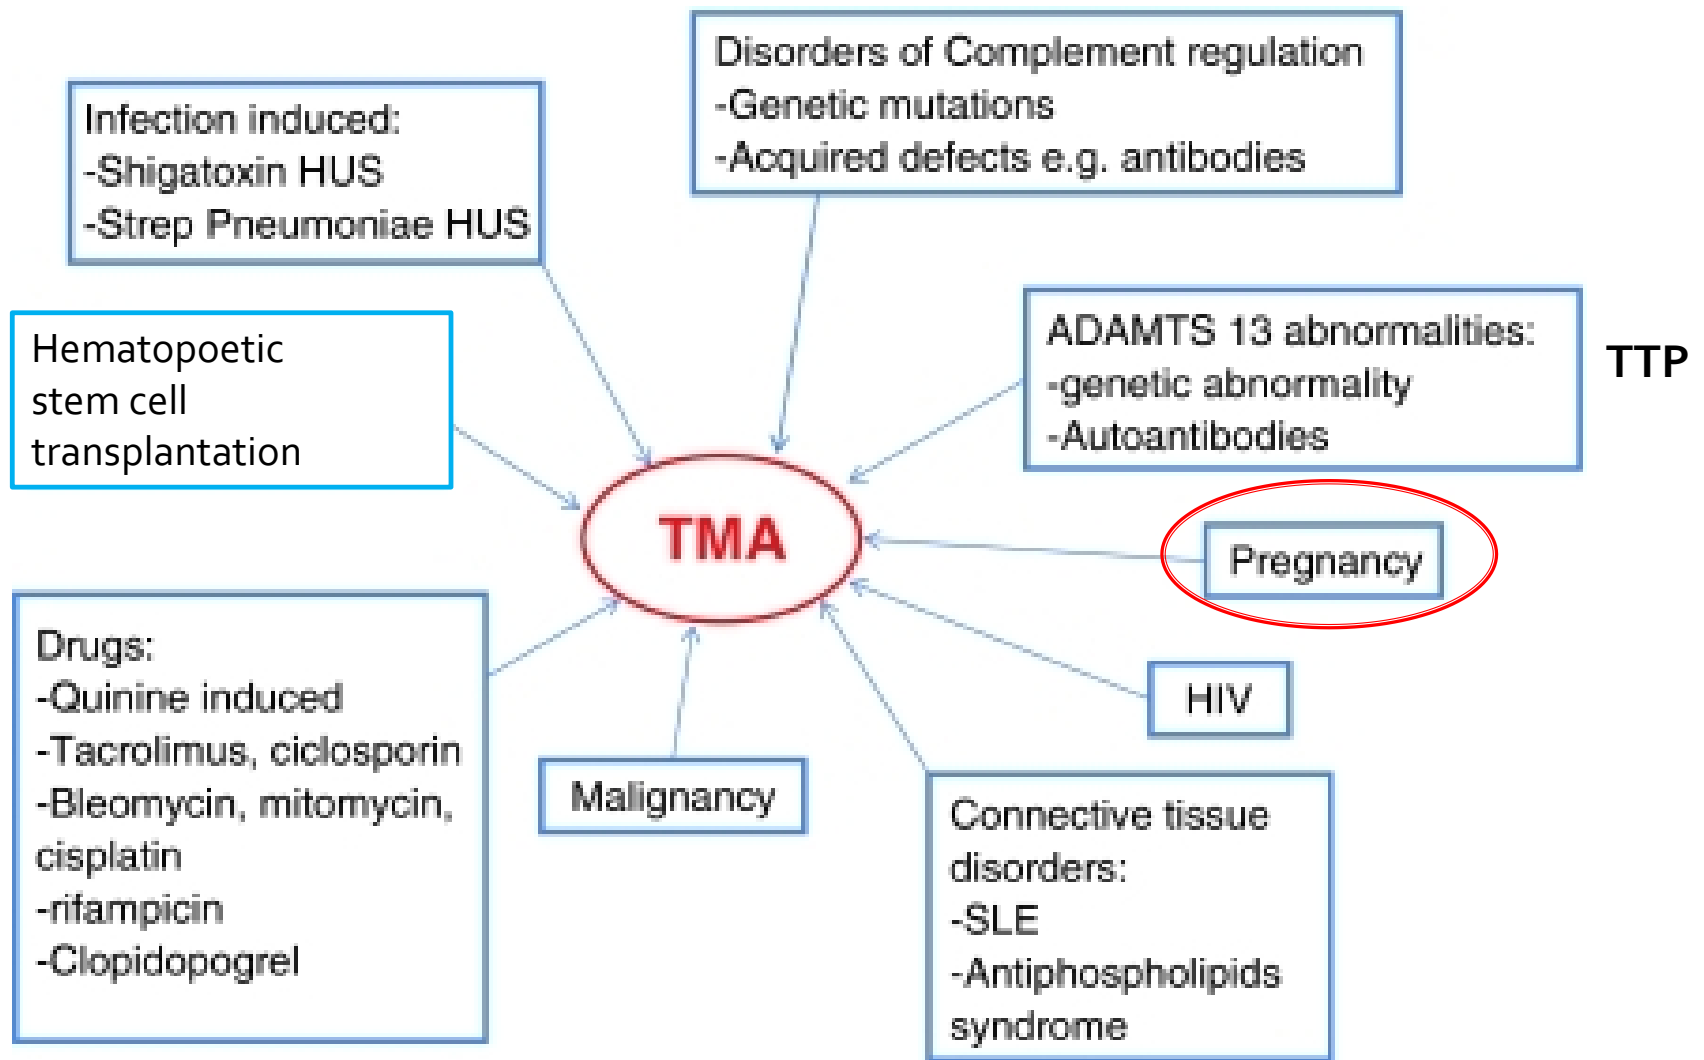 Disorders of Complement regulation
-Genetic mutations
-Acquired defects e.g. antibodies
Infection induced:
-Shigatoxin HUS
-Strep Pneumoniae HUS
Hematopoetic
stem cell
transplantation
ADAMTS 13 abnormalities:
-genetic abnormality
-Autoantibodies
TTP
TMA
Pregnancy
HIV
Drugs:
-Quinine induced
-Tacrolimus, ciclosporin
-Bleomycin, mitomycin,
cisplatin
-rifampicin
-Clopidopogrel
Malignancy
Connective tissue
disorders:
-SLE
-Antiphospholipids
syndrome